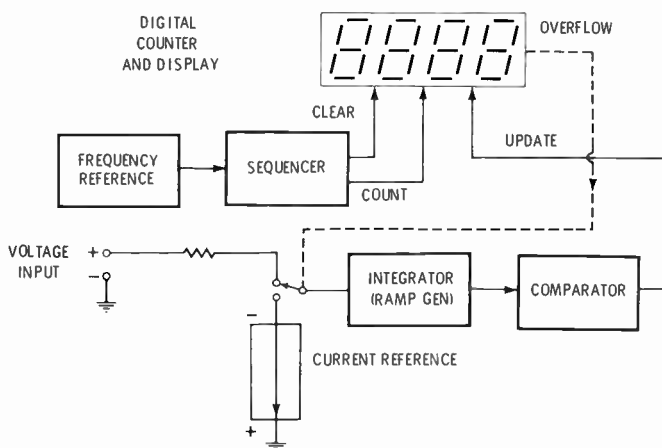 DIGITAL
COUNTER
AND DISPLAY
8888
OVERFLOW
CLEAR
UPDATE
FREQUENCY
REFERENCE
SEQUENCER
COUNT
VOLTAGE
INPUT
+
-
INTEGRATOR
(RAMP GEN)
COMPARATOR
-
CURRENT REFERENCE
+